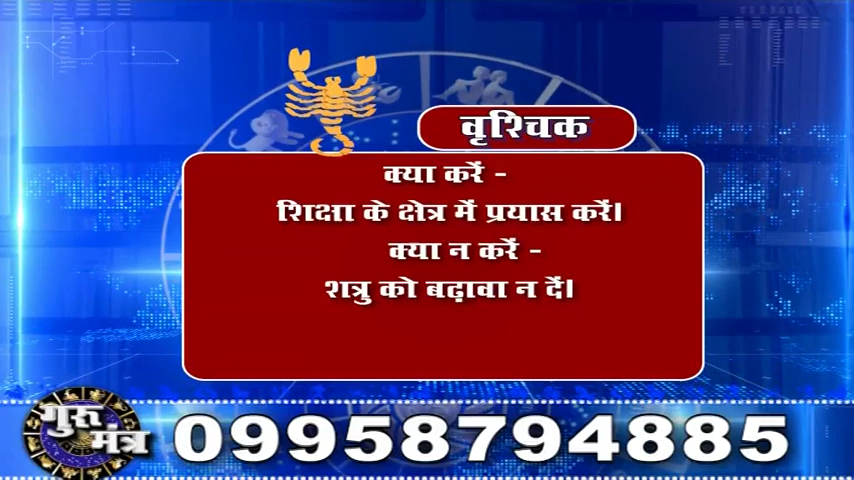 वृश्चिक
क्या करें -
शिक्षा के क्षेत्र में प्रयास करें।
क्या न करें -
शत्रु को बढ़ावा न दें।
गुरु
मंत्र
09958794885